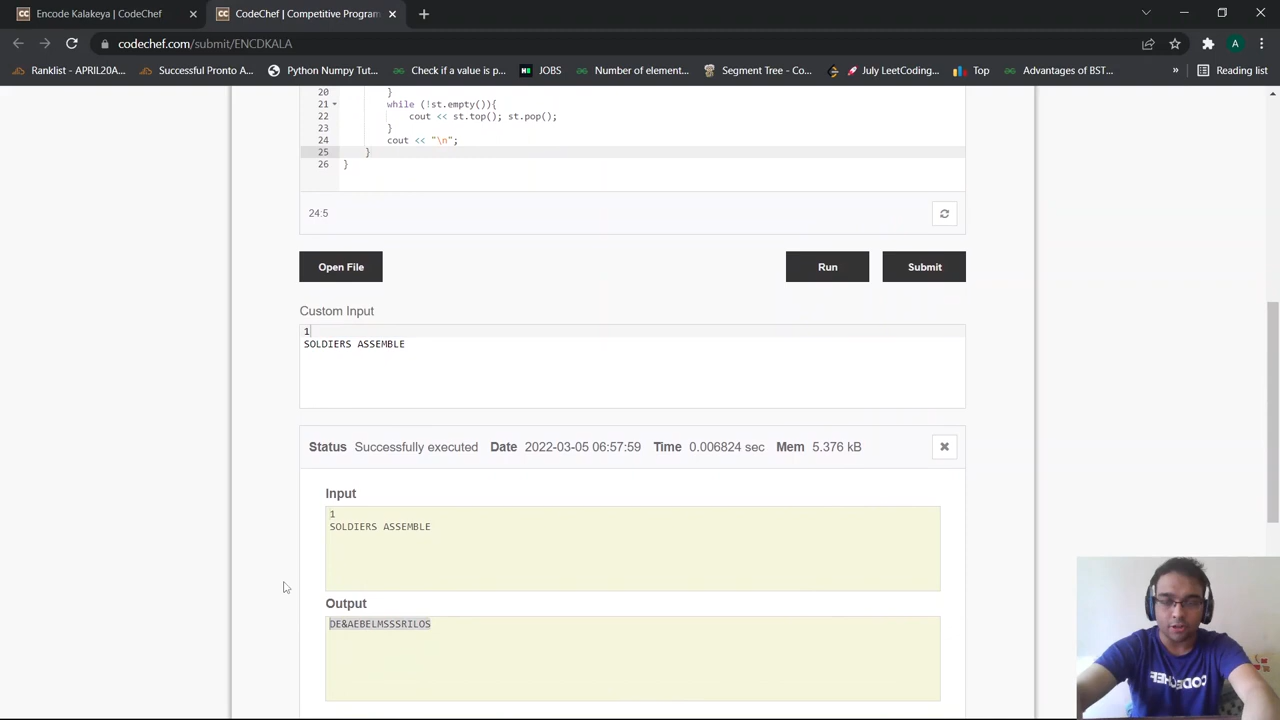 Encode Kalakeya | CodeChef
CodeChef | Competitive Program
codechef.com/submit/ENCDKALA
A
Ranklist - APRIL20A...
Successful Pronto A...
Python Numpy Tut...
Check if a value is p...
JOBS
Number of element...
Segment Tree - Co...
July LeetCoding...
Top
Advantages of BST...
»
Reading list
20 }
21 while (!st.empty()){
22 cout << st.top(); st.pop();
23 }
24 cout << "\n";
25 }
26 }
24:5
Open File
Run
Submit
Custom Input
1
SOLDIERS ASSEMBLE
Status Successfully executed Date 2022-03-05 06:57:59 Time 0.006824 sec Mem 5.376 kB
Input
1
SOLDIERS ASSEMBLE
Output
DE&AEBELMSSSRILOS
CODECHEF